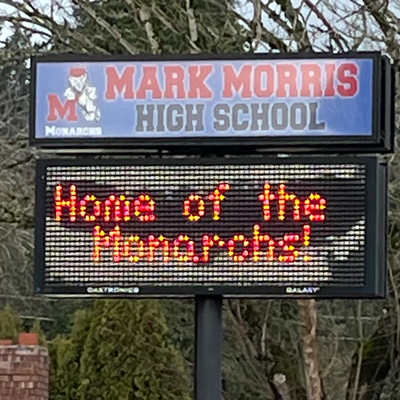 M
MONARCHS
MARK MORRIS
HIGH SCHOOL
Home of the
Monarchs!
DAKTRONICS
GALAXY